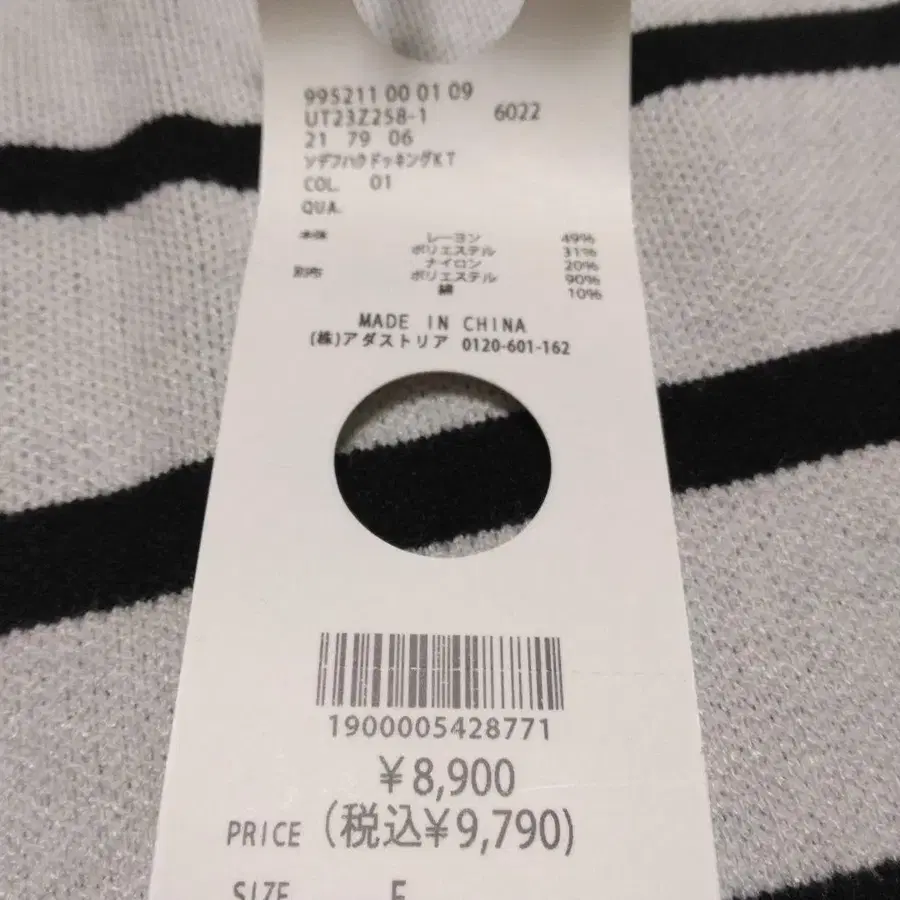 995211 00 01 09
UT23Z258-1 6022
21 79 06
ソデフハクドッキングKT
COL. 01
QUA.
本体 レーヨン 49%
ポリエステル 31%
ナイロン 20%
別布 ポリエステル 90%
綿 10%
MADE IN CHINA
(株)アダストリア 0120-601-162
1900005428771
¥8,900
PRICE (税込¥9,790)
SIZE F